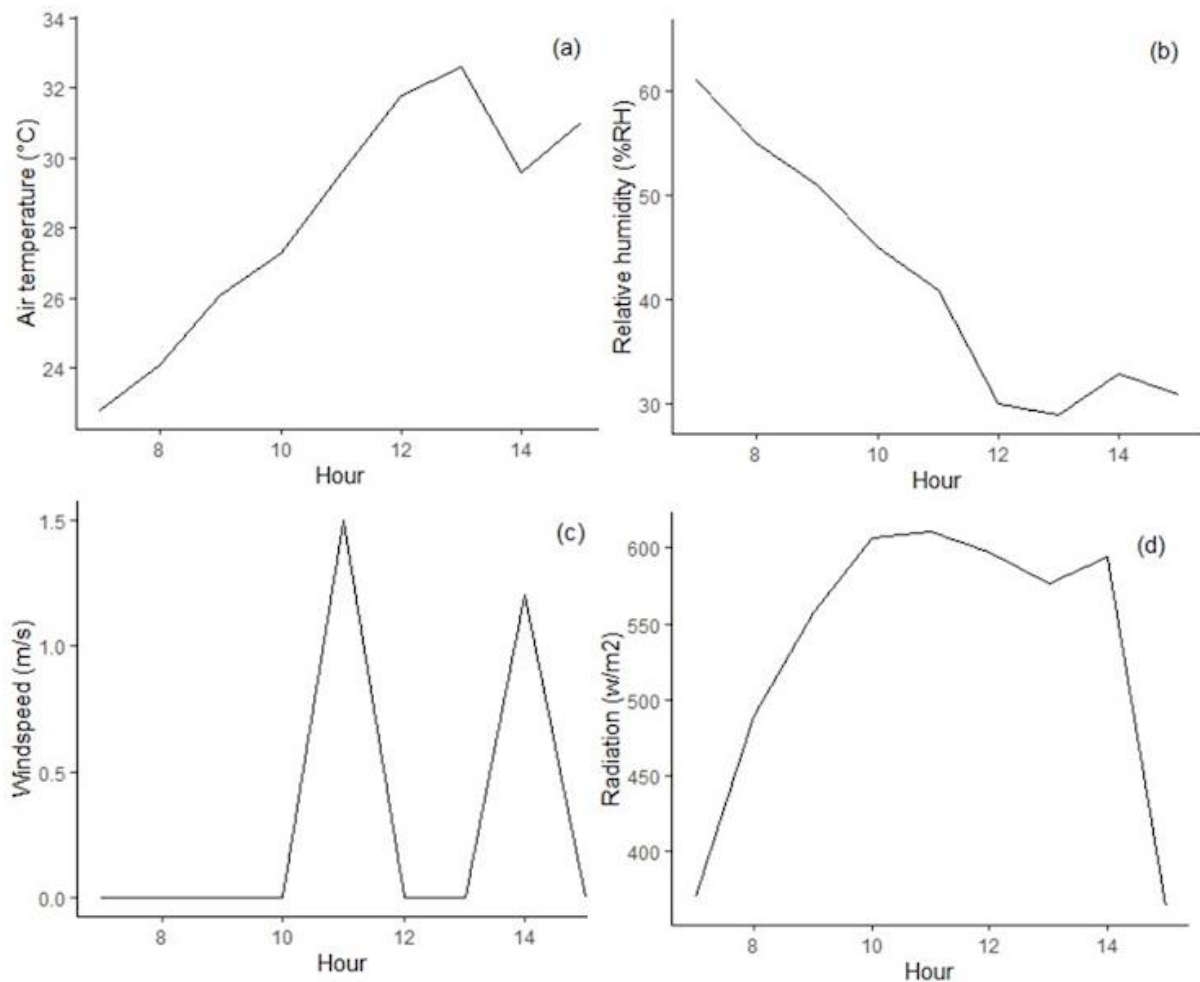 (a)
Air temperature (°C)
34
32
30
28
26
24
8 10 12 14
Hour
(b)
Relative humidity (%RH)
60
50
40
30
8 10 12 14
Hour
(c)
Windspeed (m/s)
1.5
1.0
0.5
0.0
8 10 12 14
Hour
(d)
Radiation (w/m2)
600
550
500
450
400
8 10 12 14
Hour